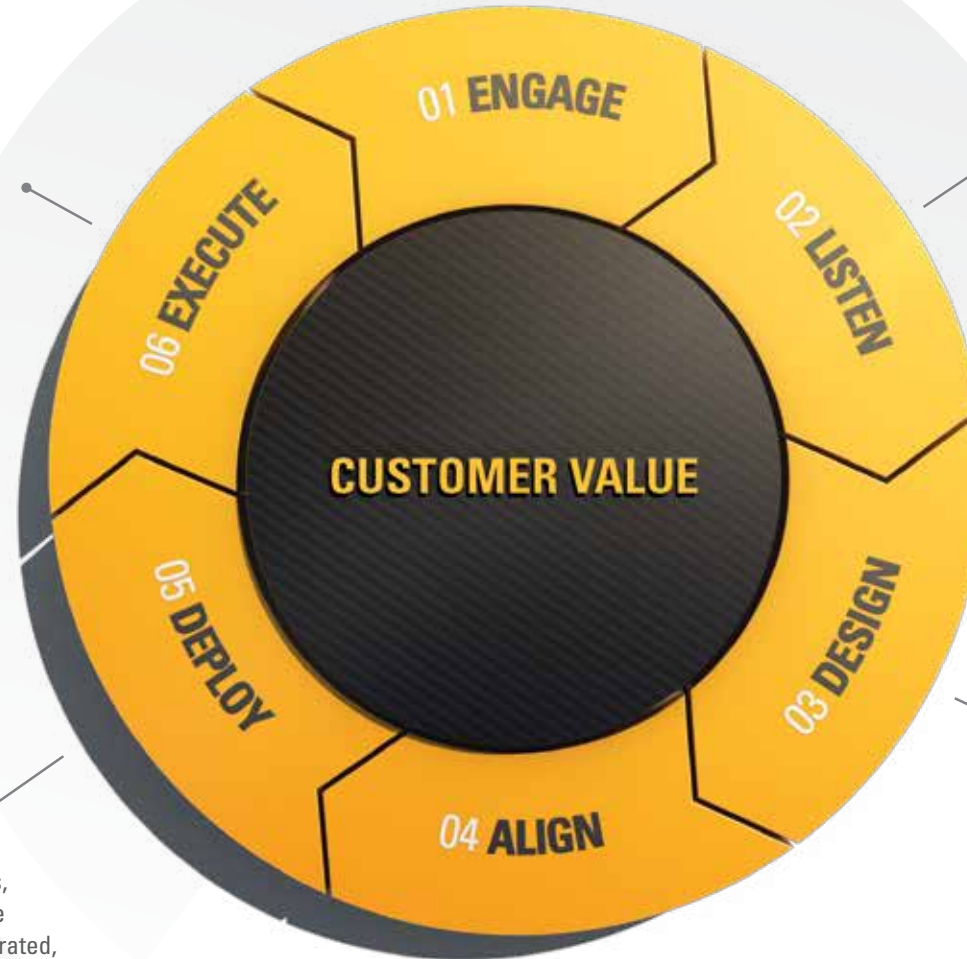 01 ENGAGE
02 LISTEN
03 DESIGN
04 ALIGN
05 DEPLOY
06 EXECUTE
CUSTOMER VALUE